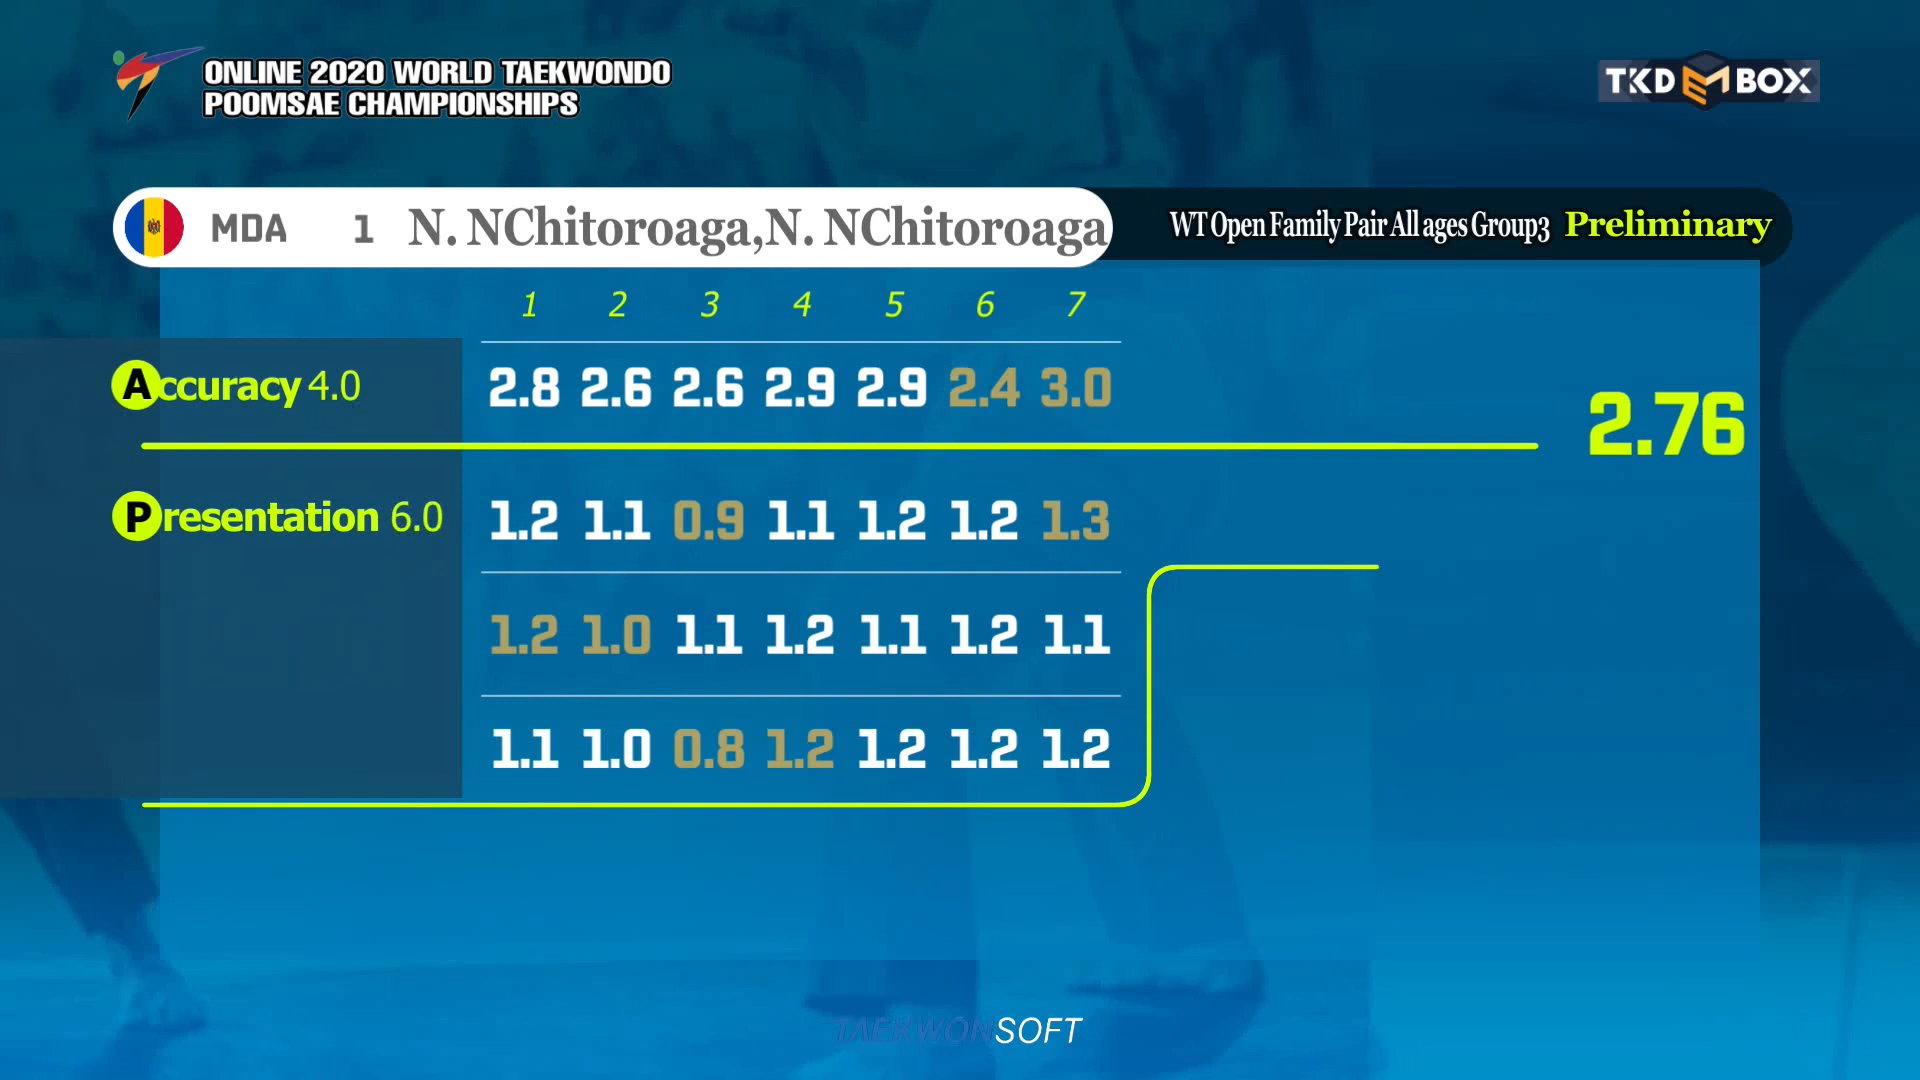 ONLINE 2020 WORLD TAEKWONDO
POOMSAE CHAMPIONSHIPS
TKD BOX
MDA 1 N. NChitoroaga,N. NChitoroaga
WT Open Family Pair All ages Group3 Preliminary
1 2 3 4 5 6 7
Accuracy 4.0 2.8 2.6 2.6 2.9 2.9 2.4 3.0
2.76
Presentation 6.0 1.2 1.1 0.9 1.1 1.2 1.2 1.3
1.2 1.0 1.1 1.2 1.1 1.2 1.1
1.1 1.0 0.8 1.2 1.2 1.2 1.2
TAEKWONSOFT